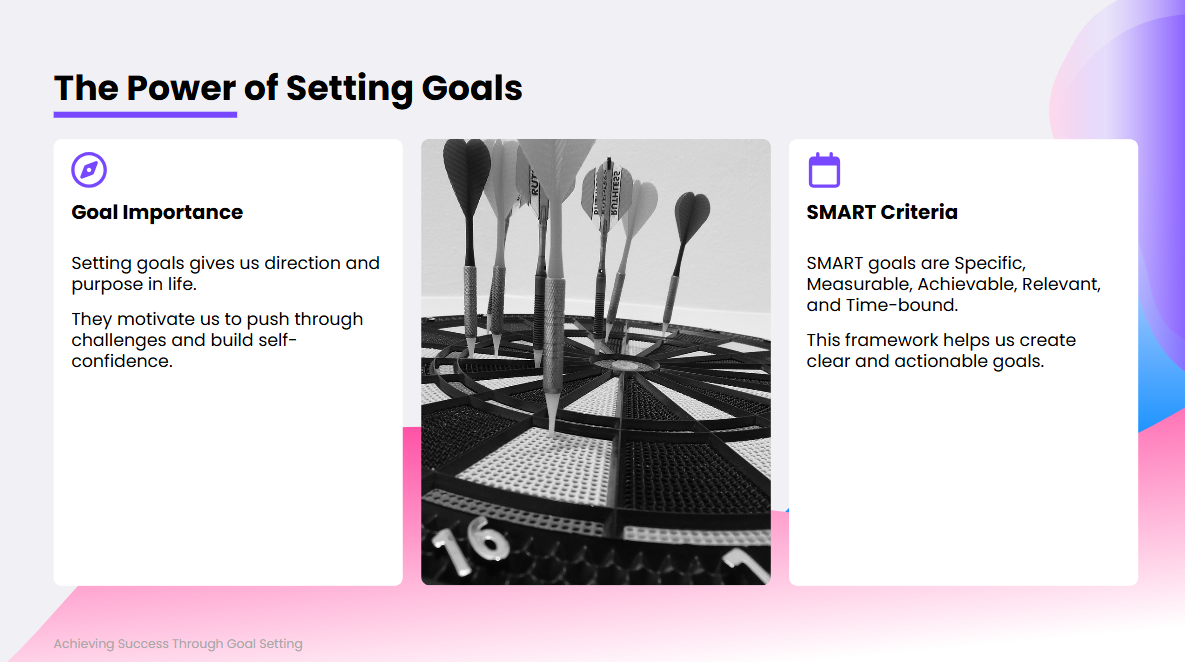 The Power of Setting Goals
Goal Importance
Setting goals gives us direction and
purpose in life.
They motivate us to push through
challenges and build self-
confidence.
RUTHLESS
16
SMART Criteria
SMART goals are Specific,
Measurable, Achievable, Relevant,
and Time-bound.
This framework helps us create
clear and actionable goals.
Achieving Success Through Goal Setting